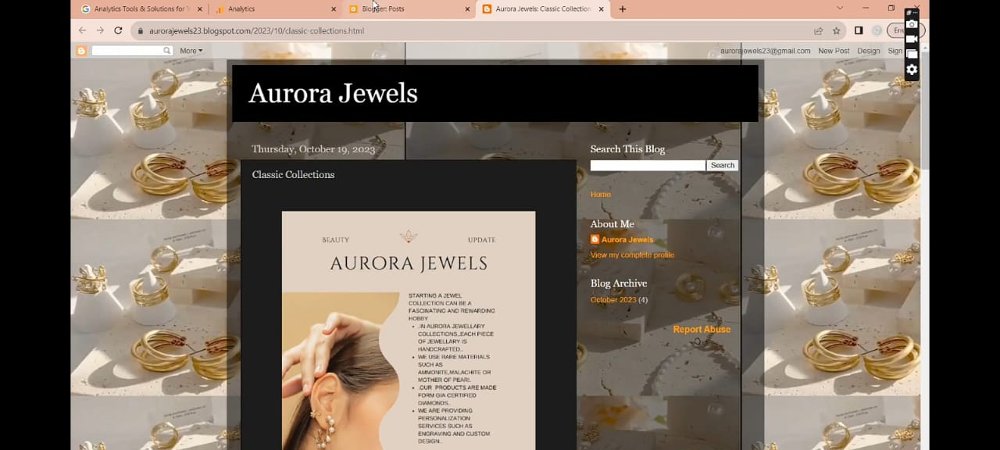 Analytics Tools & Solutions for
Analytics
Blogger: Posts
Aurora Jewels: Classic Collection
aurorajewels23.blogspot.com/2023/10/classic-collections.html
More
aurorajewels23@gmail.com New Post Design Sign
Aurora Jewels
Thursday, October 19, 2023
Classic Collections
BEAUTY UPDATE
AURORA JEWELS
STARTING A JEWEL
COLLECTION CAN BE A
FASCINATING AND REWARDING
HOBBY
• .IN AURORA JEWELLARY
COLLECTIONS.,EACH PIECE
OF JEWELLARY IS
HANDCRAFTED..
• WE USE RARE MATERIALS
SUCH AS
AMMONITE,MALACHITE OR
MOTHER OF PEARL.
• .OUR PRODUCTS ARE MADE
FORM GIA CERTIFIED
DIAMONDS..
• WE ARE PROVIDING
PERSONALIZATION
SERVICES SUCH AS
ENGRAVING AND CUSTOM
DESIGN..
Search This Blog
Search
Home
About Me
Aurora Jewels
View my complete profile
Blog Archive
October 2023 (4)
Report Abuse